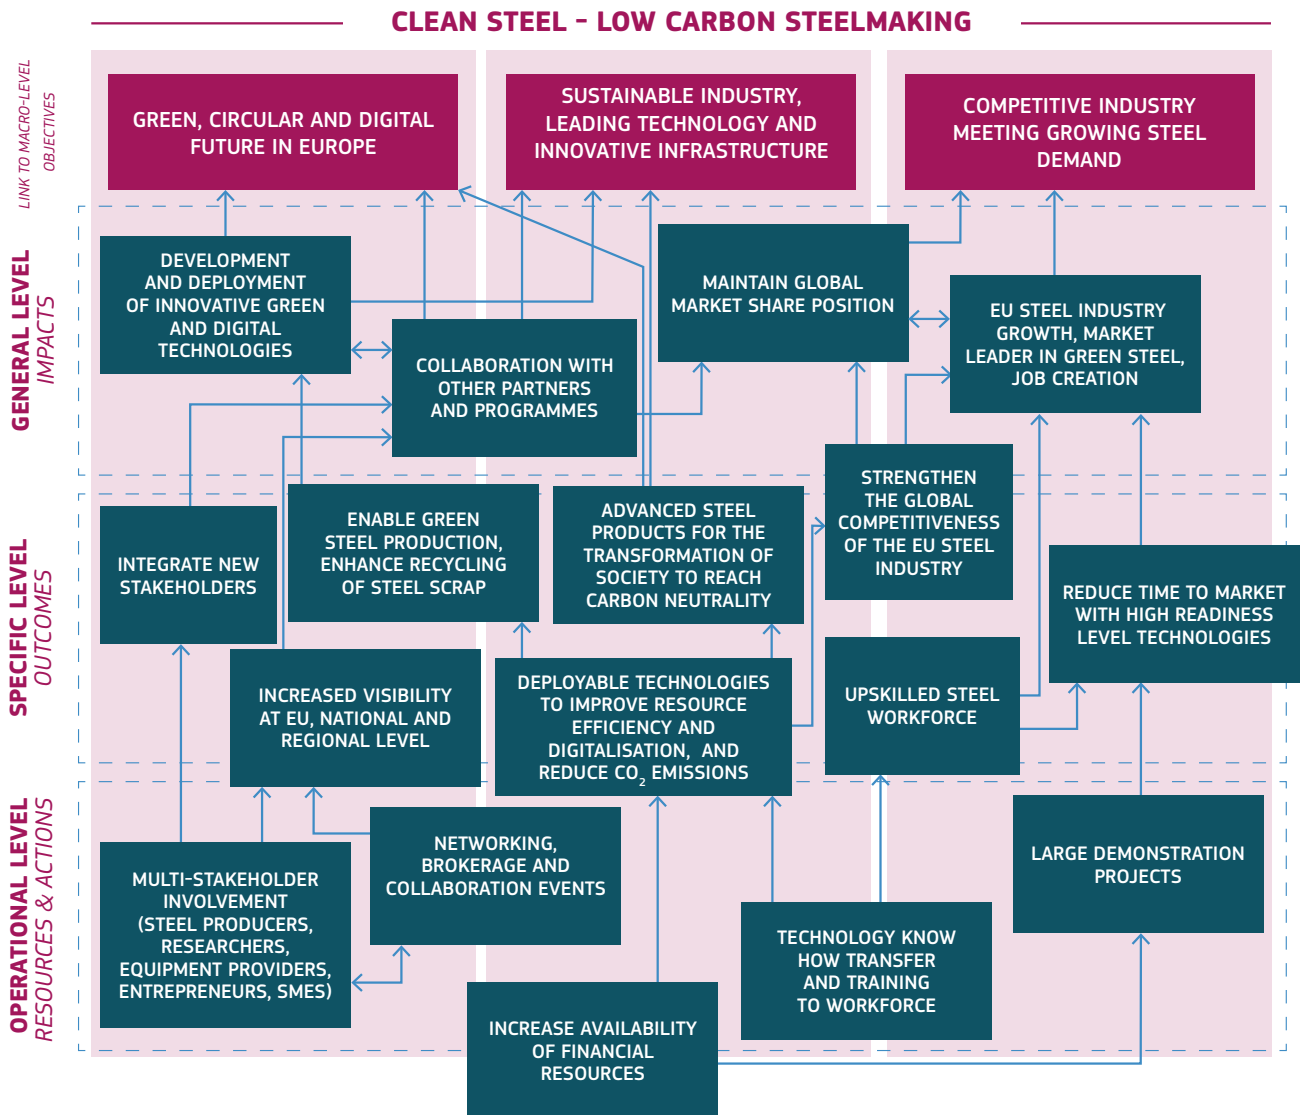 CLEAN STEEL - LOW CARBON STEELMAKING
LINK TO MACRO-LEVEL
OBJECTIVES
GREEN, CIRCULAR AND DIGITAL
FUTURE IN EUROPE
SUSTAINABLE INDUSTRY,
LEADING TECHNOLOGY AND
INNOVATIVE INFRASTRUCTURE
COMPETITIVE INDUSTRY
MEETING GROWING STEEL
DEMAND
GENERAL LEVEL
IMPACTS
DEVELOPMENT
AND DEPLOYMENT
OF INNOVATIVE GREEN
AND DIGITAL
TECHNOLOGIES
COLLABORATION WITH
OTHER PARTNERS
AND PROGRAMMES
MAINTAIN GLOBAL
MARKET SHARE POSITION
EU STEEL INDUSTRY
GROWTH, MARKET
LEADER IN GREEN STEEL,
JOB CREATION
SPECIFIC LEVEL
OUTCOMES
INTEGRATE NEW
STAKEHOLDERS
ENABLE GREEN
STEEL PRODUCTION,
ENHANCE RECYCLING
OF STEEL SCRAP
ADVANCED STEEL
PRODUCTS FOR THE
TRANSFORMATION OF
SOCIETY TO REACH
CARBON NEUTRALITY
STRENGTHEN
THE GLOBAL
COMPETITIVENESS
OF THE EU STEEL
INDUSTRY
REDUCE TIME TO MARKET
WITH HIGH READINESS
LEVEL TECHNOLOGIES
INCREASED VISIBILITY
AT EU, NATIONAL AND
REGIONAL LEVEL
DEPLOYABLE TECHNOLOGIES
TO IMPROVE RESOURCE
EFFICIENCY AND
DIGITALISATION, AND
REDUCE CO₂ EMISSIONS
UPSKILLED STEEL
WORKFORCE
OPERATIONAL LEVEL
RESOURCES & ACTIONS
MULTI-STAKEHOLDER
INVOLVEMENT
(STEEL PRODUCERS,
RESEARCHERS,
EQUIPMENT PROVIDERS,
ENTREPRENEURS, SMES)
NETWORKING,
BROKERAGE AND
COLLABORATION EVENTS
INCREASE AVAILABILITY
OF FINANCIAL
RESOURCES
TECHNOLOGY KNOW
HOW TRANSFER
AND TRAINING
TO WORKFORCE
LARGE DEMONSTRATION
PROJECTS